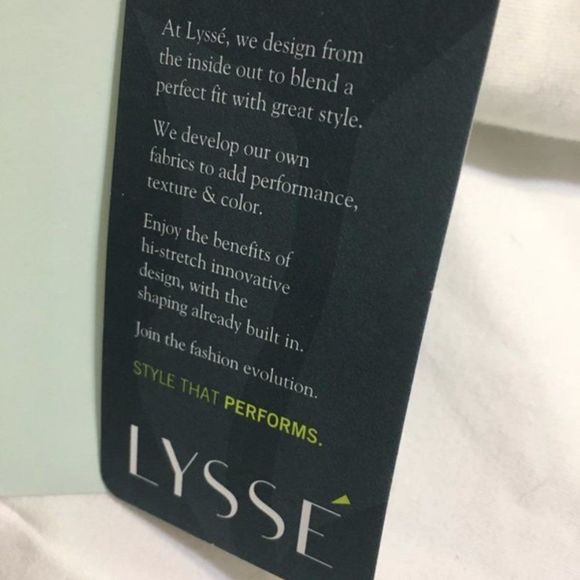 At Lyssé, we design from
the inside out to blend a
perfect fit with great style.
We develop our own
fabrics to add performance,
texture & color.
Enjoy the benefits of
hi-stretch innovative
design, with the
shaping already built in.
Join the fashion evolution.
STYLE THAT PERFORMS.
LYSSÉ